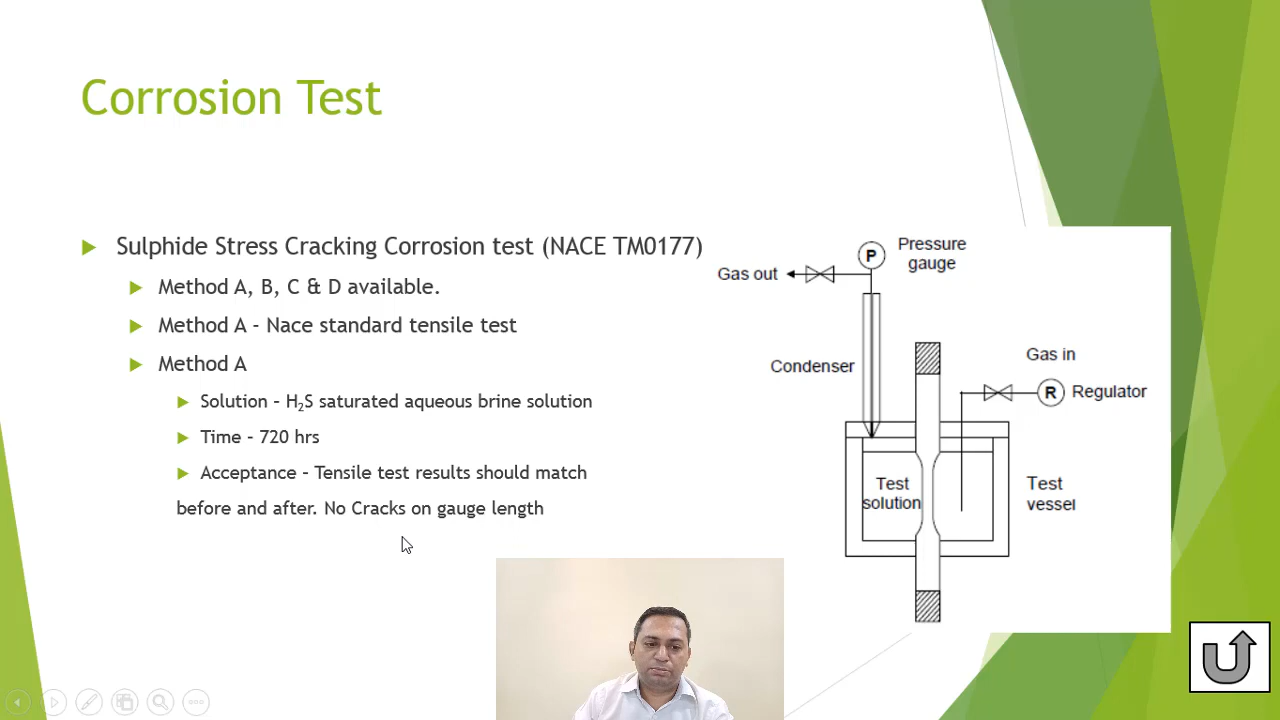 Corrosion Test
Sulphide Stress Cracking Corrosion test (NACE TM0177)
Method A, B, C & D available.
Method A - Nace standard tensile test
Method A
Solution – H₂S saturated aqueous brine solution
Time – 720 hrs
Acceptance – Tensile test results should match
before and after. No Cracks on gauge length
Pressure
gauge
P
Gas out
Condenser
Gas in
R
Regulator
Test
solution
Test
vessel